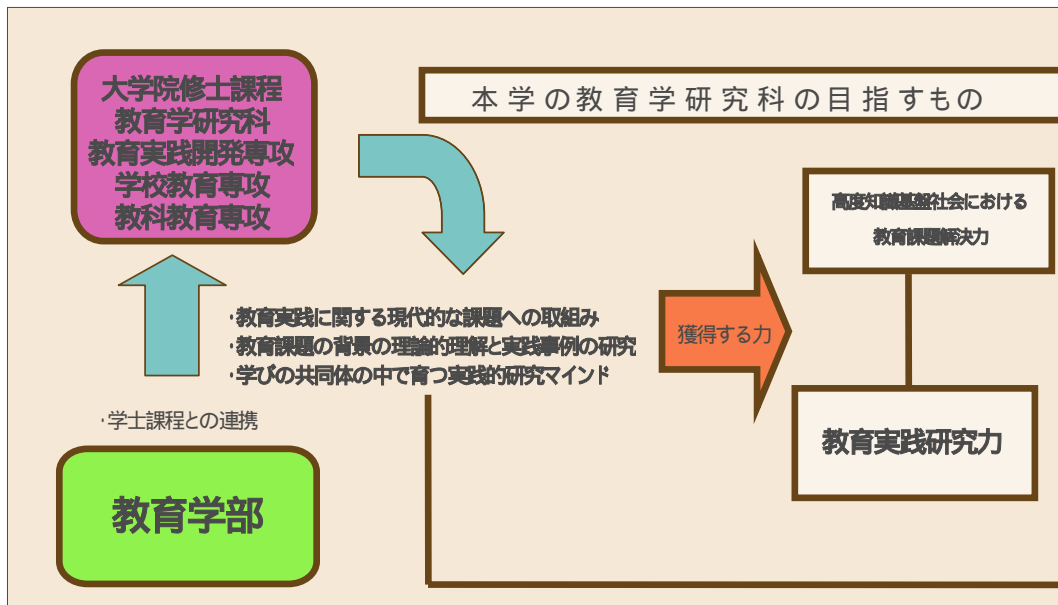 本学の教育学研究科の目指すもの
大学院修士課程
教育学研究科
教育実践開発専攻
学校教育専攻
教科教育専攻
高度知識基盤社会における
教育課題解決力
・教育実践に関する現代的な課題への取組み
・教育課題の背景の理論的理解と実践事例の研究
・学びの共同体の中で育つ実践的研究マインド
獲得する力
・学士課程との連携
教育実践研究力
教育学部